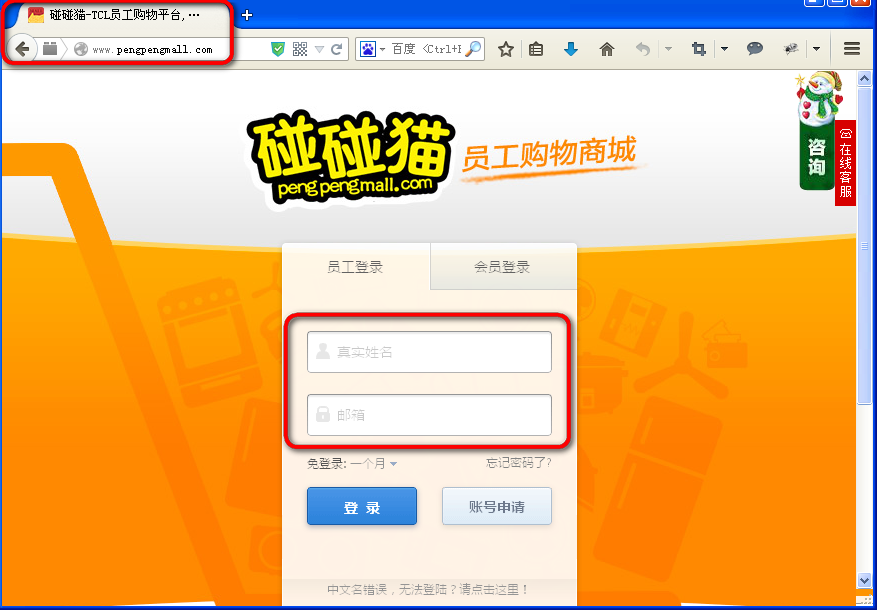 碰碰猫-TCL员工购物平台,…
www.pengpengmall.com
百度 <Ctrl+K
碰碰猫
pengpengmall.com
员工购物商城
咨询
在线客服
员工登录
会员登录
真实姓名
邮箱
免登录:一个月
忘记密码了?
登 录
账号申请
中文名错误，无法登陆？请点击这里！